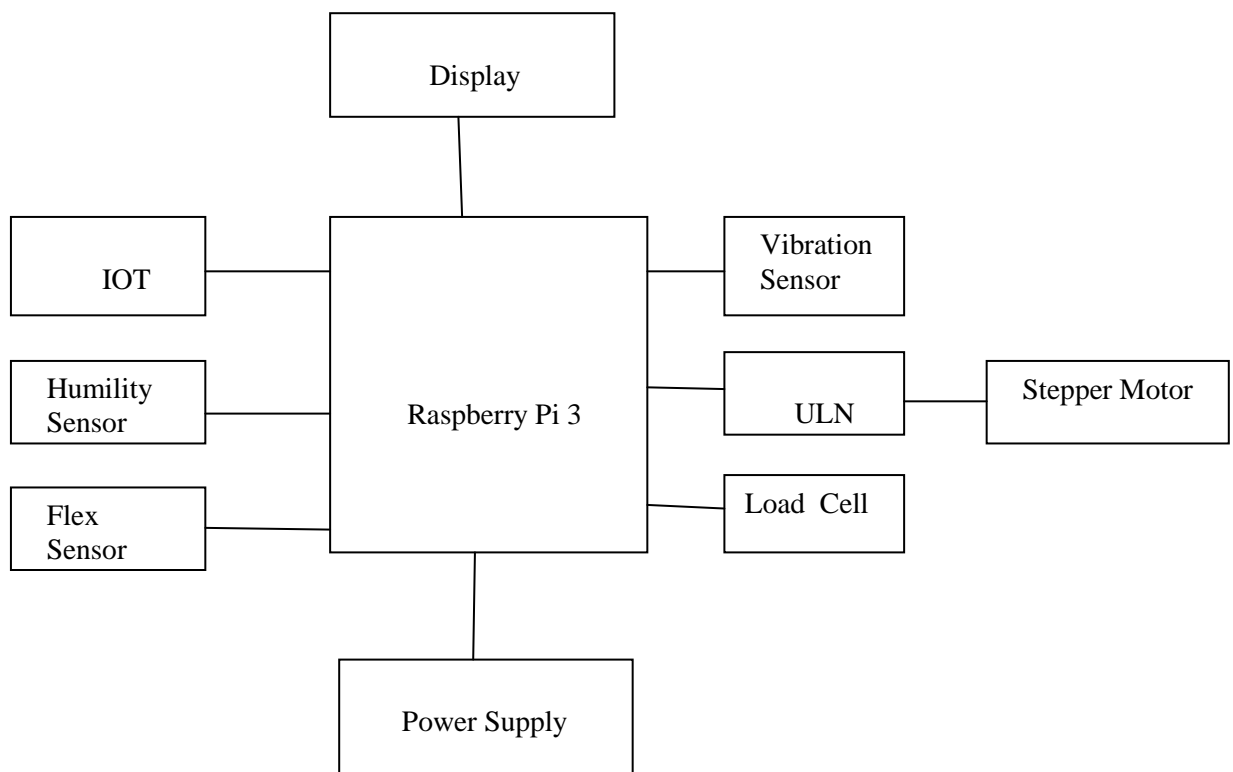 Display
IOT
Vibration
Sensor
Humility
Sensor
Raspberry Pi 3
ULN
Stepper Motor
Flex
Sensor
Load Cell
Power Supply